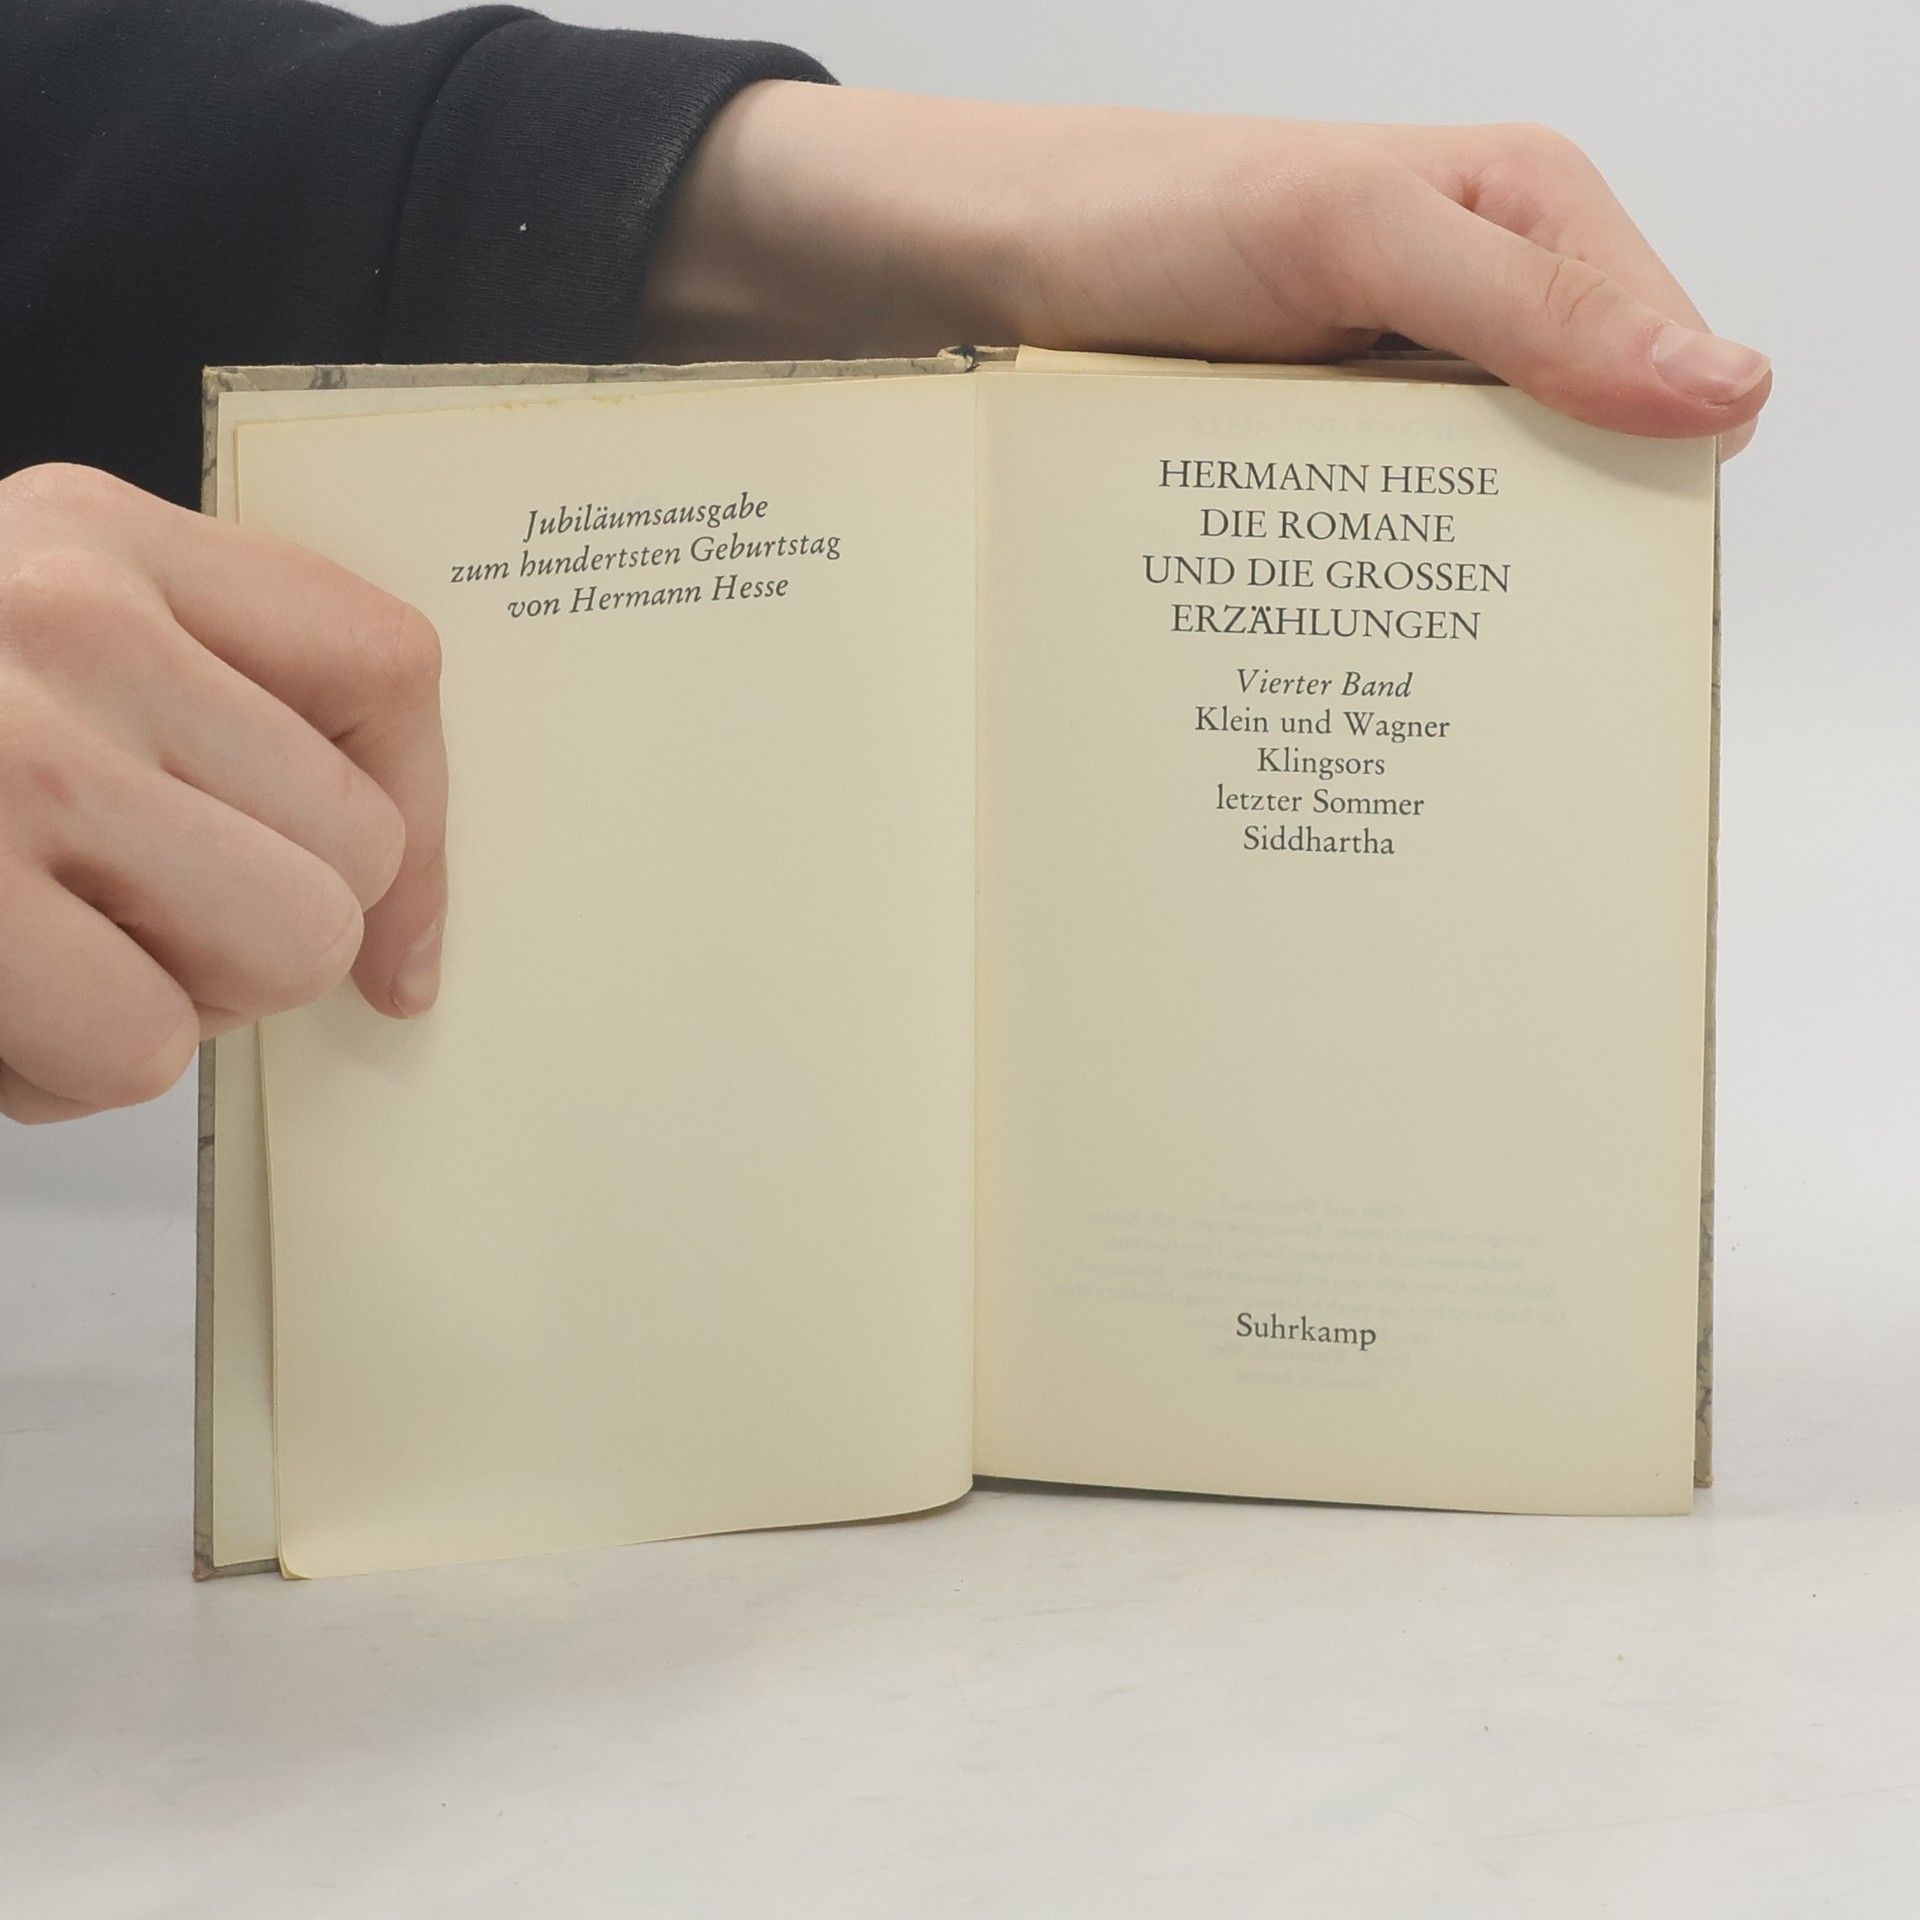 Jubiläumsausgabe
zum hundertsten Geburtstag
von Hermann Hesse
HERMANN HESSE
DIE ROMANE
UND DIE GROSSEN
ERZÄHLUNGEN
Vierter Band
Klein und Wagner
Klingsors
letzter Sommer
Siddhartha
Suhrkamp